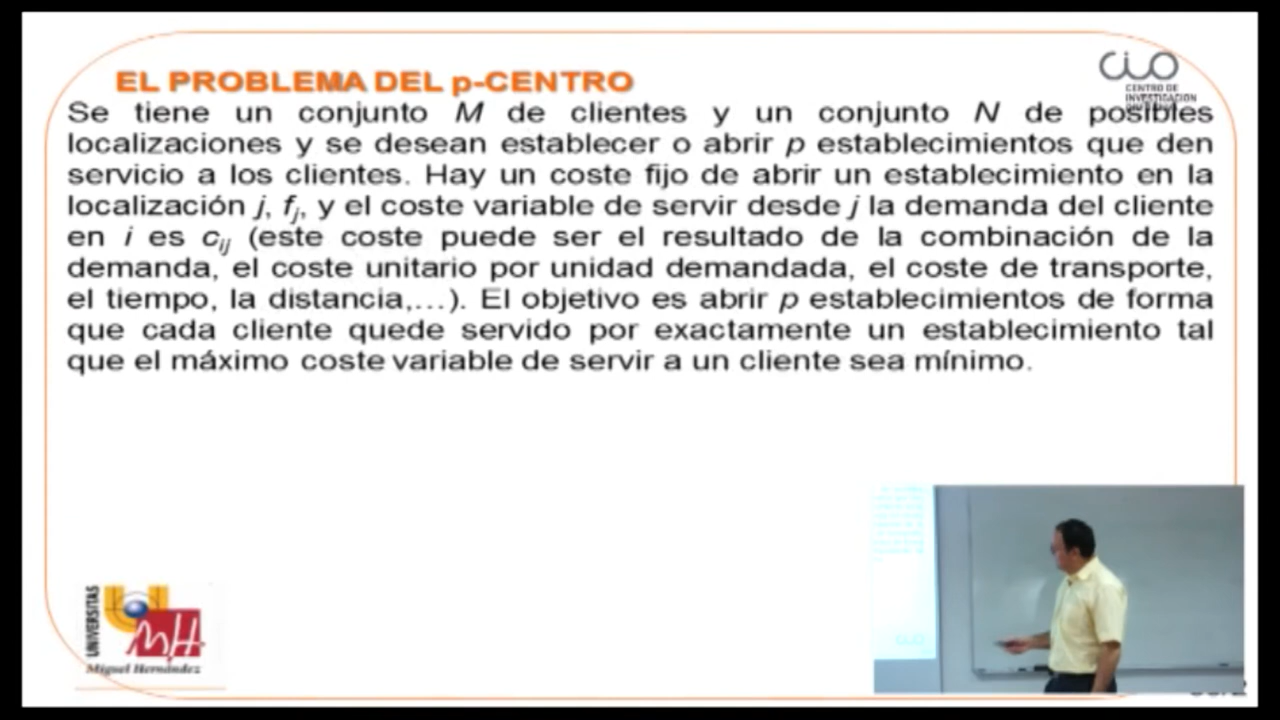 EL PROBLEMA DEL p-CENTRO
CIO
CENTRO DE
INVESTIGACIÓN
Se tiene un conjunto M de clientes y un conjunto N de posibles
localizaciones y se desean establecer o abrir p establecimientos que den
servicio a los clientes. Hay un coste fijo de abrir un establecimiento en la
localización j, fj, y el coste variable de servir desde j la demanda del cliente
en i es cij (este coste puede ser el resultado de la combinación de la
demanda, el coste unitario por unidad demandada, el coste de transporte,
el tiempo, la distancia,...). El objetivo es abrir p establecimientos de forma
que cada cliente quede servido por exactamente un establecimiento tal
que el máximo coste variable de servir a un cliente sea mínimo.
UNIVERSITAS
Miguel Hernández